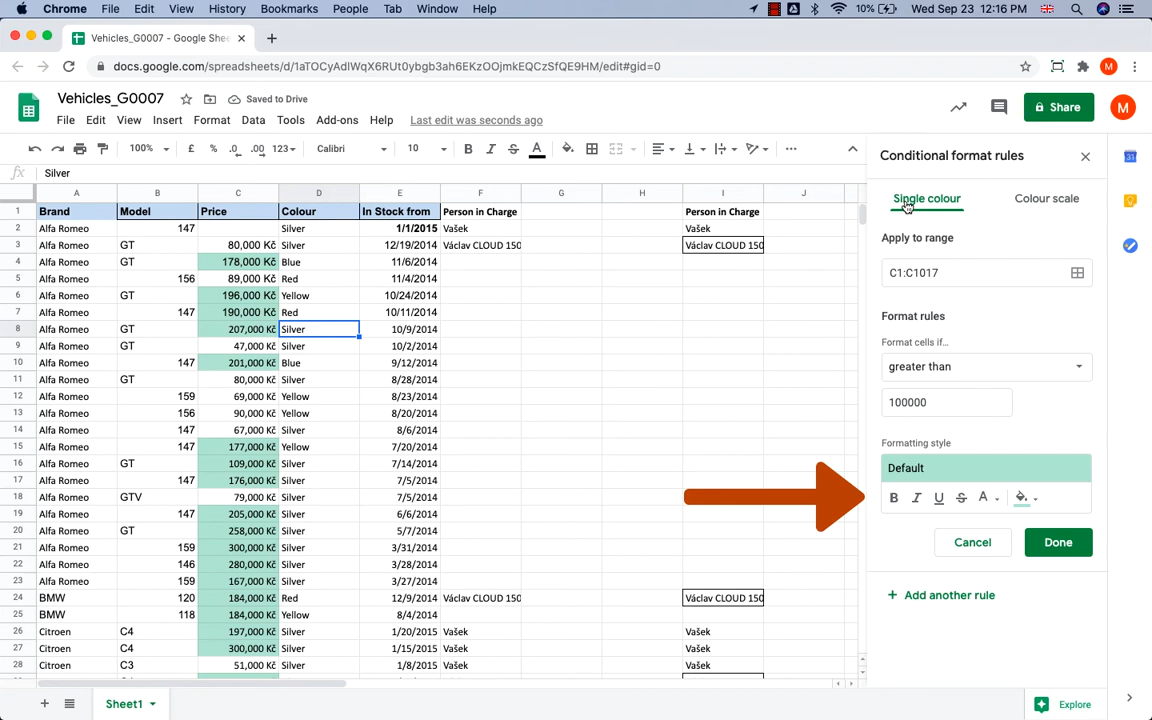 Chrome File Edit View History Bookmarks People Tab Window Help 10% Wed Sep 23 12:16 PM
Vehicles_G0007 - Google She
docs.google.com/spreadsheets/d/1aTOCyAdIWqX6RUt0ybgb3ah6EKzOOjmkEQCzSfQE9HM/edit#gid=0 M
Vehicles_G0007 Saved to Drive
File Edit View Insert Format Data Tools Add-ons Help Last edit was seconds ago Share M
100% £ % .0 .00 123 Calibri 10 B I S A
fx Silver
A B C D E F G H I J
1 Brand Model Price Colour In Stock from Person in Charge Person in Charge
2 Alfa Romeo 147 Silver 1/1/2015 Vašek Vašek
3 Alfa Romeo GT 80,000 Kč Silver 12/19/2014 Václav CLOUD 150 Václav CLOUD 150
4 Alfa Romeo GT 178,000 Kč Blue 11/6/2014
5 Alfa Romeo 156 89,000 Kč Red 11/4/2014
6 Alfa Romeo GT 196,000 Kč Yellow 10/24/2014
7 Alfa Romeo 147 190,000 Kč Red 10/11/2014
8 Alfa Romeo GT 207,000 Kč Silver 10/9/2014
9 Alfa Romeo GT 47,000 Kč Silver 10/2/2014
10 Alfa Romeo 147 201,000 Kč Blue 9/12/2014
11 Alfa Romeo GT 80,000 Kč Silver 8/28/2014
12 Alfa Romeo 159 69,000 Kč Yellow 8/23/2014
13 Alfa Romeo 156 90,000 Kč Yellow 8/20/2014
14 Alfa Romeo 147 67,000 Kč Silver 8/6/2014
15 Alfa Romeo 147 177,000 Kč Yellow 7/20/2014
16 Alfa Romeo GT 109,000 Kč Silver 7/14/2014
17 Alfa Romeo 147 176,000 Kč Silver 7/5/2014
18 Alfa Romeo GTV 79,000 Kč Silver 7/5/2014
19 Alfa Romeo 147 205,000 Kč Silver 6/6/2014
20 Alfa Romeo GT 258,000 Kč Silver 5/7/2014
21 Alfa Romeo 159 300,000 Kč Silver 3/31/2014
22 Alfa Romeo 146 280,000 Kč Silver 3/28/2014
23 Alfa Romeo 159 167,000 Kč Silver 3/27/2014
24 BMW 120 184,000 Kč Red 12/9/2014 Václav CLOUD 150 Václav CLOUD 150
25 BMW 118 184,000 Kč Yellow 8/4/2014
26 Citroen C4 197,000 Kč Silver 1/20/2015 Vašek Vašek
27 Citroen C4 300,000 Kč Silver 1/15/2015 Vašek Vašek
28 Citroen C3 51,000 Kč Silver 1/8/2015 Vašek Vašek
Sheet1 Explore
Conditional format rules
Single colour Colour scale
Apply to range
C1:C1017
Format rules
Format cells if…
greater than
100000
Formatting style
Default
B I U S A
Cancel Done
+ Add another rule
31